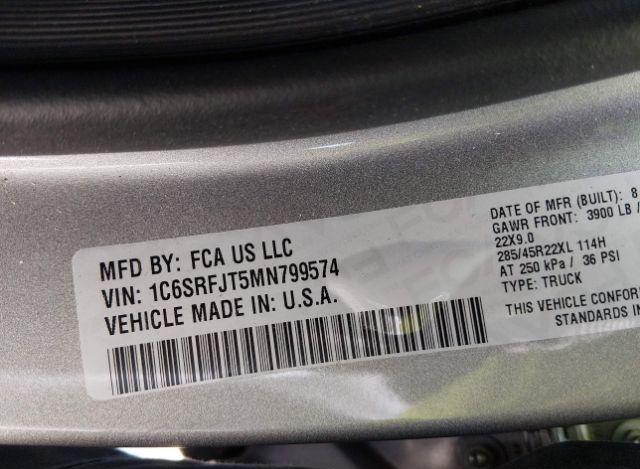 MFD BY: FCA US LLC
VIN: 1C6SRFJT5MN799574
VEHICLE MADE IN: U.S.A.
DATE OF MFR (BUILT): 8
GAWR FRONT: 3900 LB /
22X9.0
285/45R22XL 114H
AT 250 kPa / 36 PSI
TYPE: TRUCK
THIS VEHICLE CONFOR
STANDARDS IN